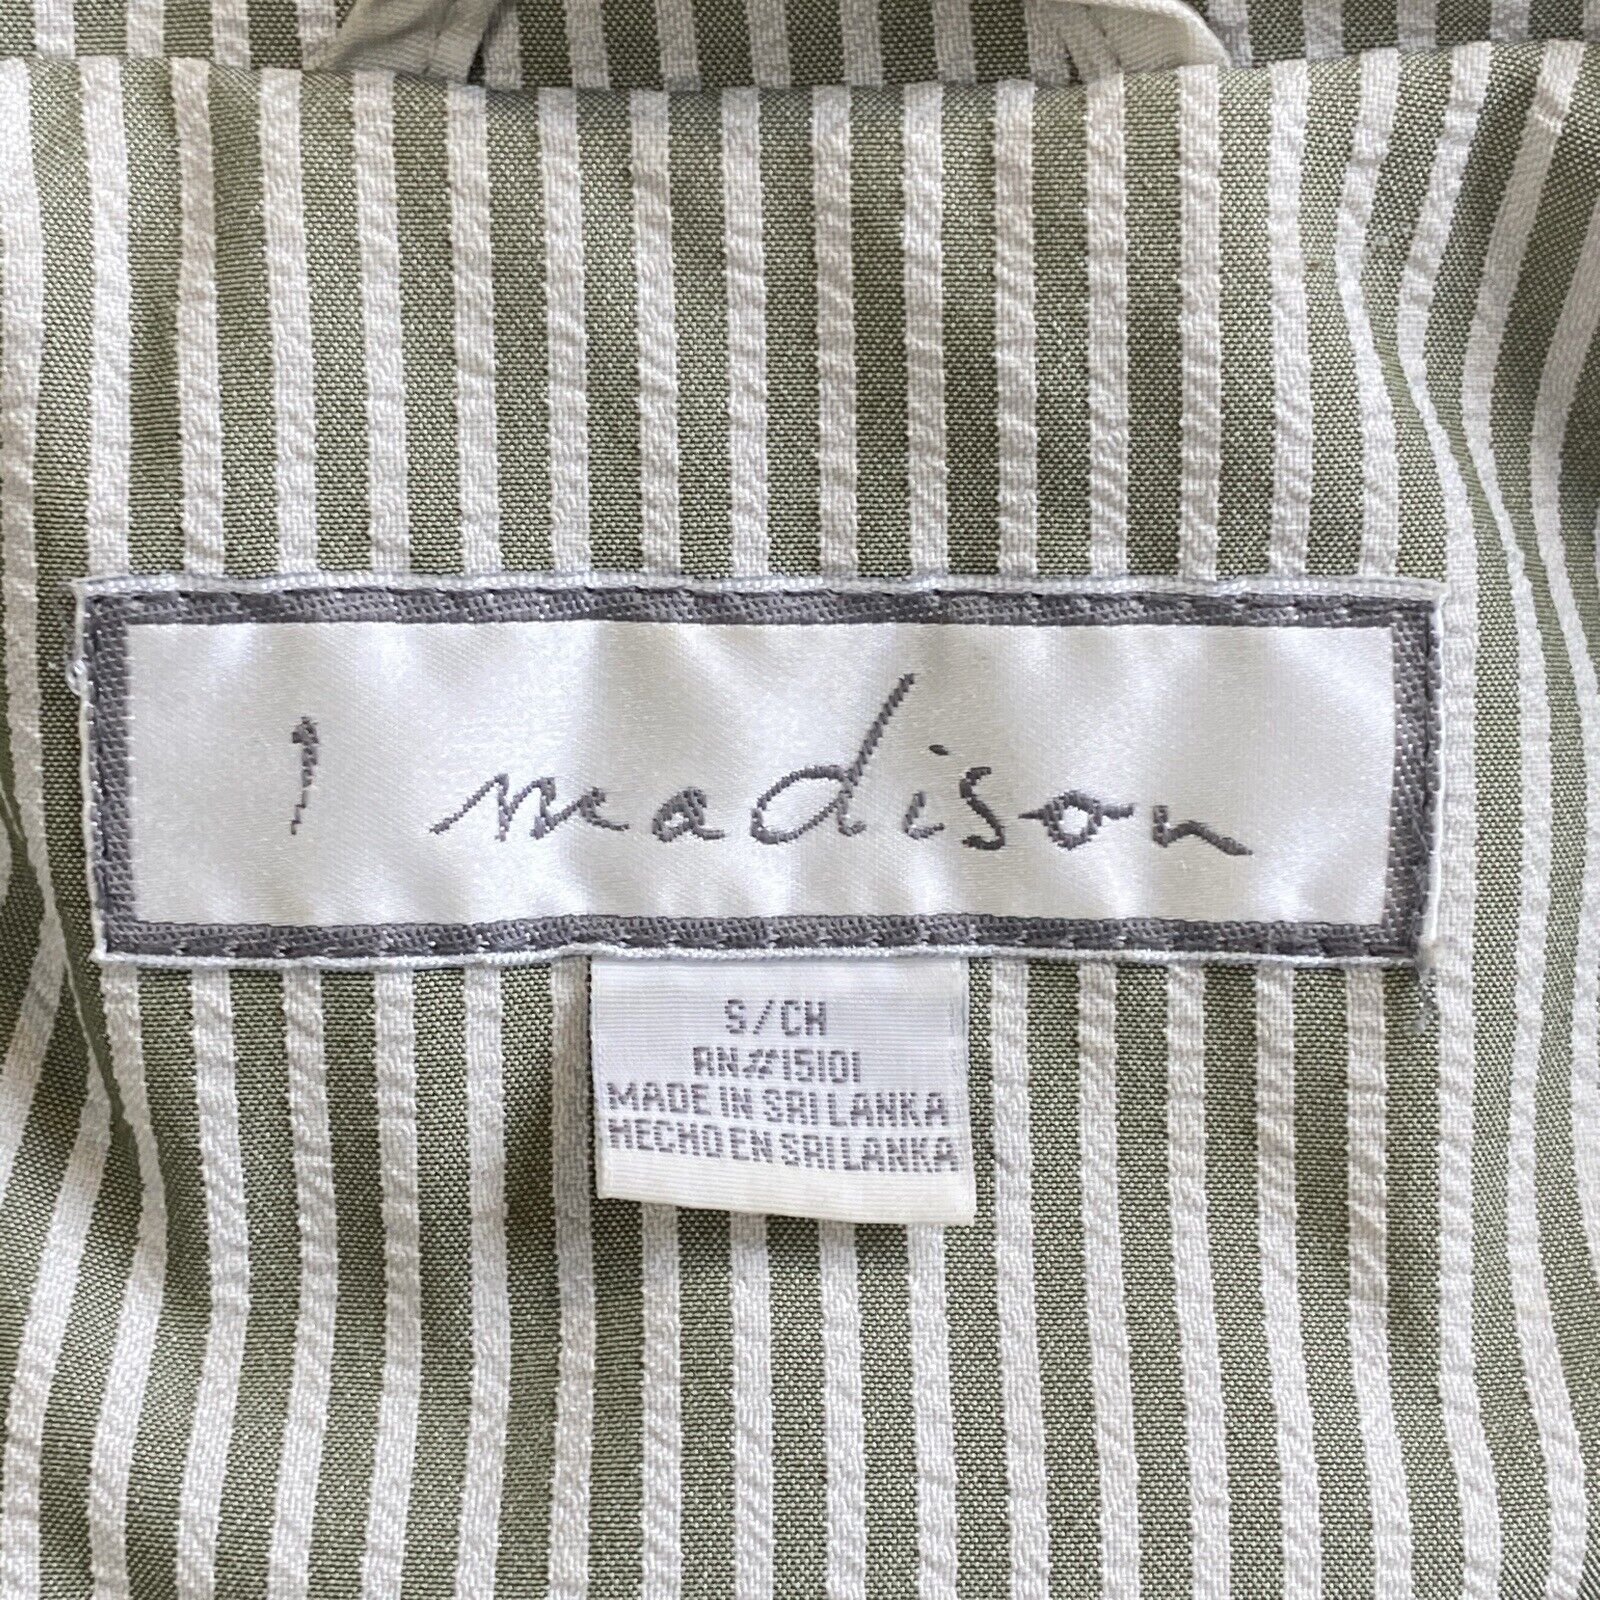 1 madison
S/CH
RN#15101
MADE IN SRI LANKA
HECHO EN SRI LANKA